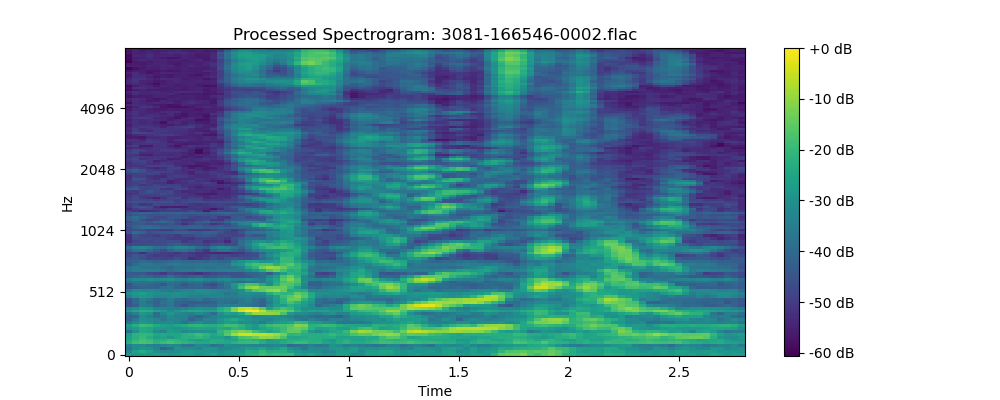 Processed Spectrogram: 3081-166546-0002.flac
+0 dB
-10 dB
-20 dB
-30 dB
-40 dB
-50 dB
-60 dB
4096
2048
1024
512
0
Hz
0
0.5
1
1.5
2
2.5
Time